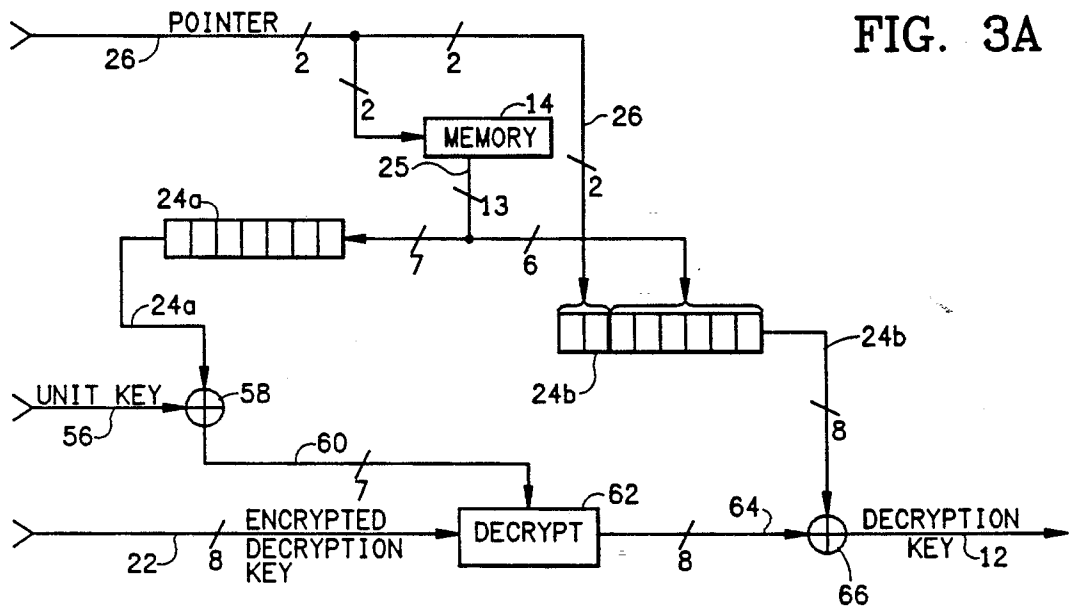 FIG. 3A
POINTER
26
2
2
2
14
MEMORY
26
25
2
13
24a
7
6
24a
24b
24b
UNIT KEY
58
56
8
60
7
62
ENCRYPTED
DECRYPTION
KEY
22
8
DECRYPT
8
64
DECRYPTION
KEY
12
66